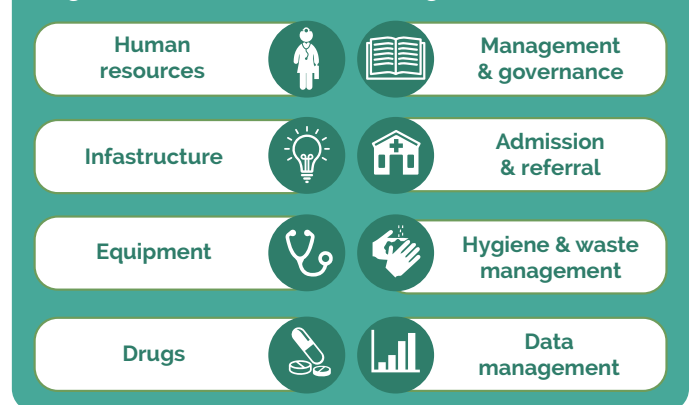 Human
resources
Management
& governance
Infastructure
Admission
& referral
Equipment
Hygiene & waste
management
Drugs
Data
management